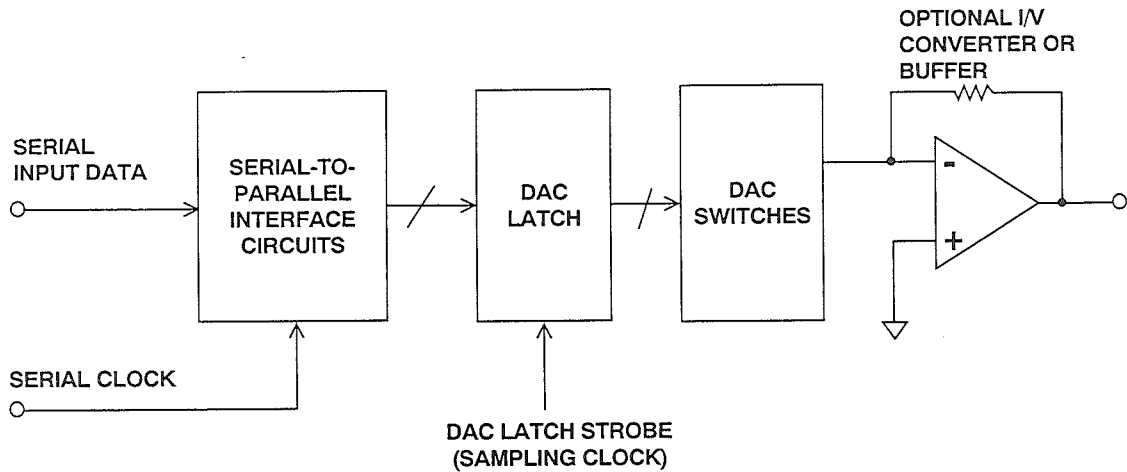 OPTIONAL I/V
CONVERTER OR
BUFFER
SERIAL
INPUT DATA
SERIAL-TO-
PARALLEL
INTERFACE
CIRCUITS
DAC
LATCH
DAC
SWITCHES
-
+
SERIAL CLOCK
DAC LATCH STROBE
(SAMPLING CLOCK)